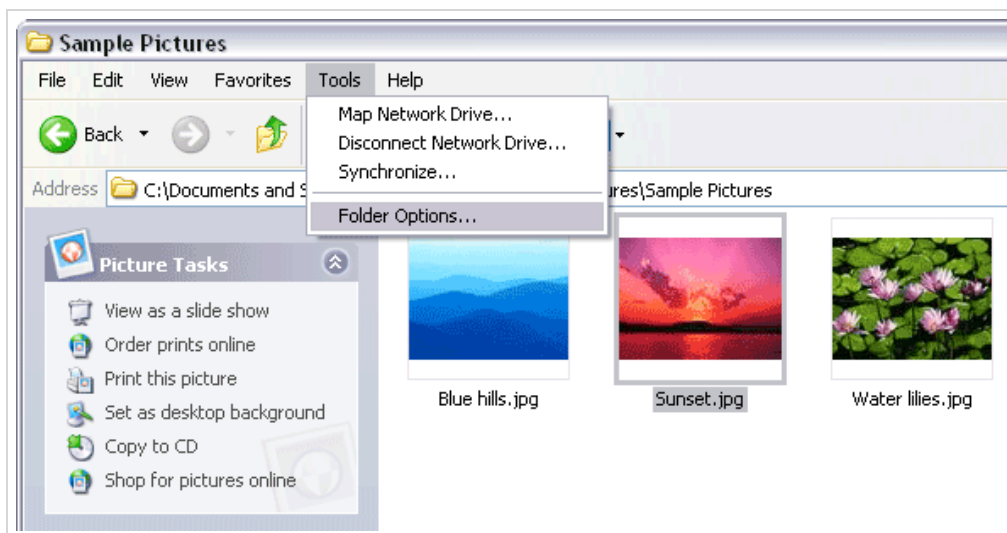 Sample Pictures
File Edit View Favorites Tools Help
Map Network Drive...
Back
Disconnect Network Drive...
Synchronize...
Address C:\Documents and S
res\Sample Pictures
Folder Options...
Picture Tasks
View as a slide show
Order prints online
Print this picture
Set as desktop background
Copy to CD
Shop for pictures online
Blue hills.jpg Sunset.jpg Water lilies.jpg